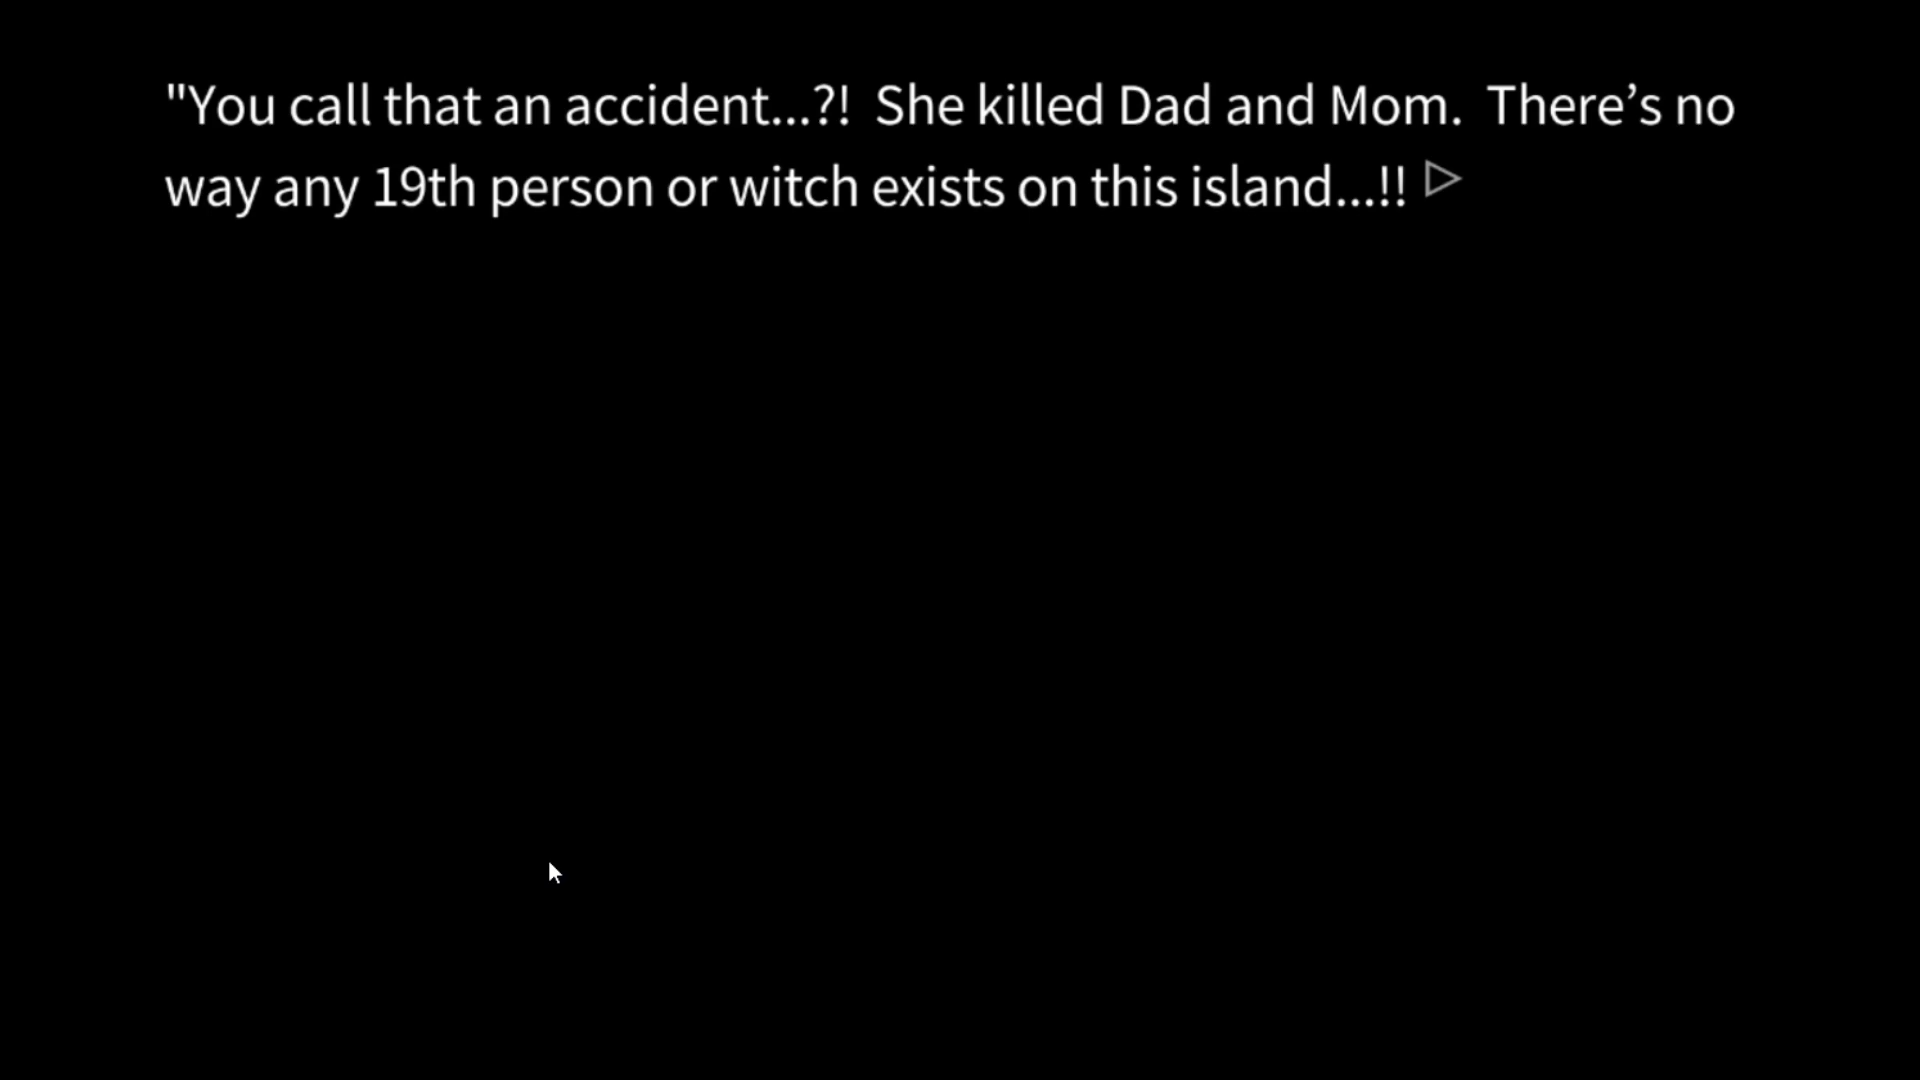 "You call that an accident...?!  She killed Dad and Mom.  There’s no
way any 19th person or witch exists on this island...!!